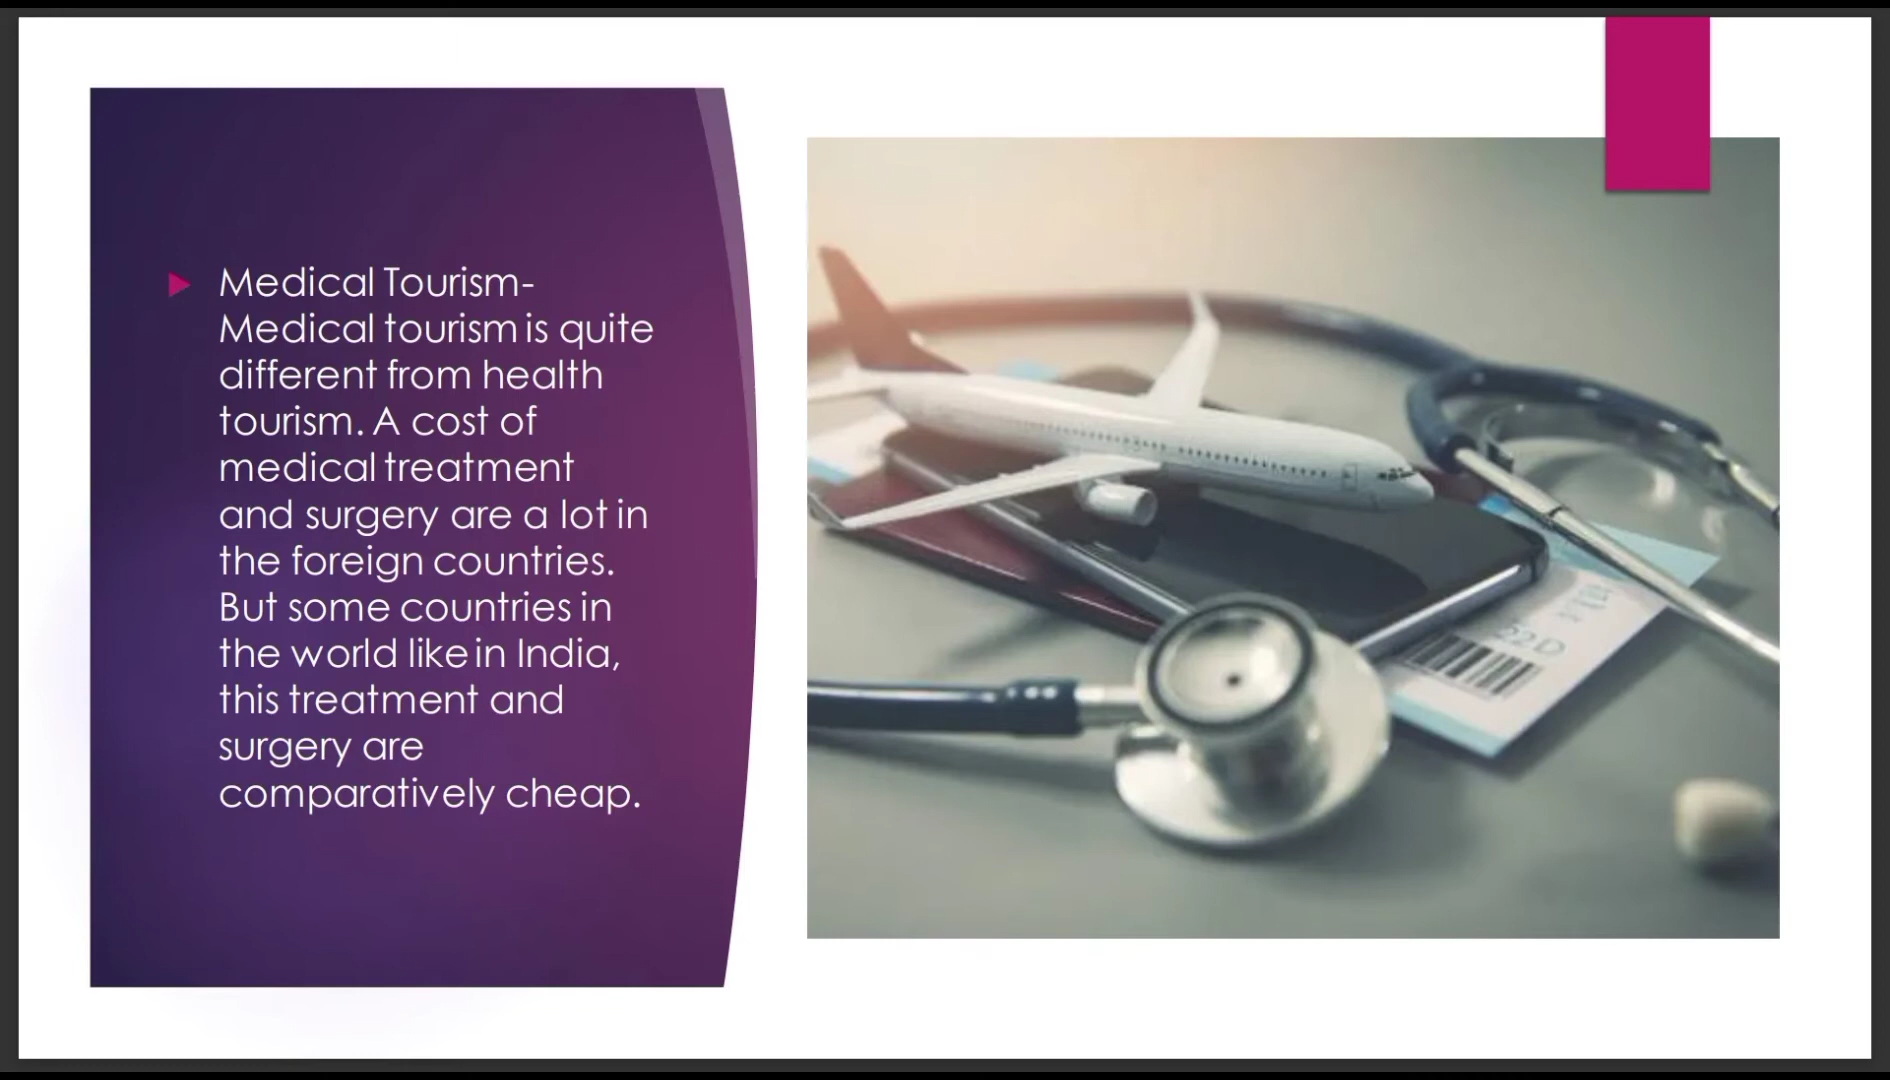 Medical Tourism-
Medical tourism is quite
different from health
tourism. A cost of
medical treatment
and surgery are a lot in
the foreign countries.
But some countries in
the world like in India,
this treatment and
surgery are
comparatively cheap.
22D